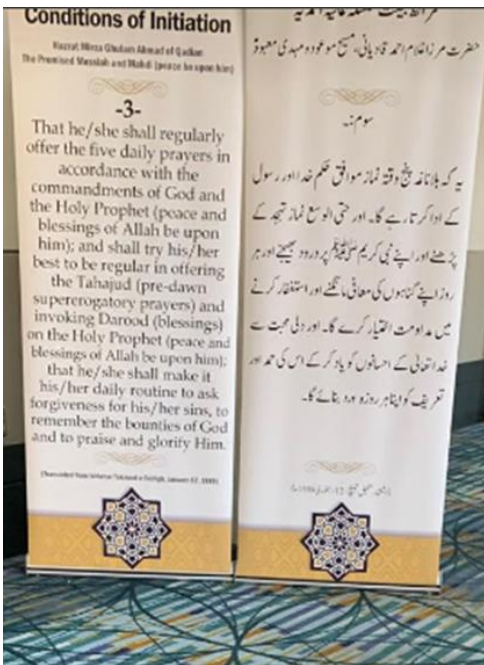 Conditions of Initiation
Hazrat Mirza Ghulam Ahmad of Qadian
The Promised Messiah and Mahdi (peace be upon him)
-3-
That he/she shall regularly
offer the five daily prayers in
accordance with the
commandments of God and
the Holy Prophet (peace and
blessings of Allah be upon
him); and shall try his/her
best to be regular in offering
the Tahajud (pre-dawn
supererogatory prayers) and
invoking Darood (blessings)
on the Holy Prophet (peace and
blessings of Allah be upon him);
that he/she shall make it
his/her daily routine to ask
forgiveness for his/her sins, to
remember the bounties of God
and to praise and glorify Him.
حضرت مرزا غلام احمد قادیانی، مسیح موعود و مہدی معہودؑ
سوم:۔
یہ کہ بلا ناغہ پنج وقتہ نماز موافق حکم خدا اور رسول
کے ادا کرتا رہے گا۔ اور حتی الوسع نماز تہجد کے
پڑھنے اور اپنے نبی کریم ﷺ پر درود بھیجنے اور ہر
روز اپنے گناہوں کی معافی مانگنے اور استغفار کرنے
میں مداومت اختیار کرے گا۔ اور دلی محبت سے
خدا تعالیٰ کے احسانوں کو یاد کر کے اس کی حمد اور
تعریف کو اپنا ہر روزہ ورد بنائے گا۔